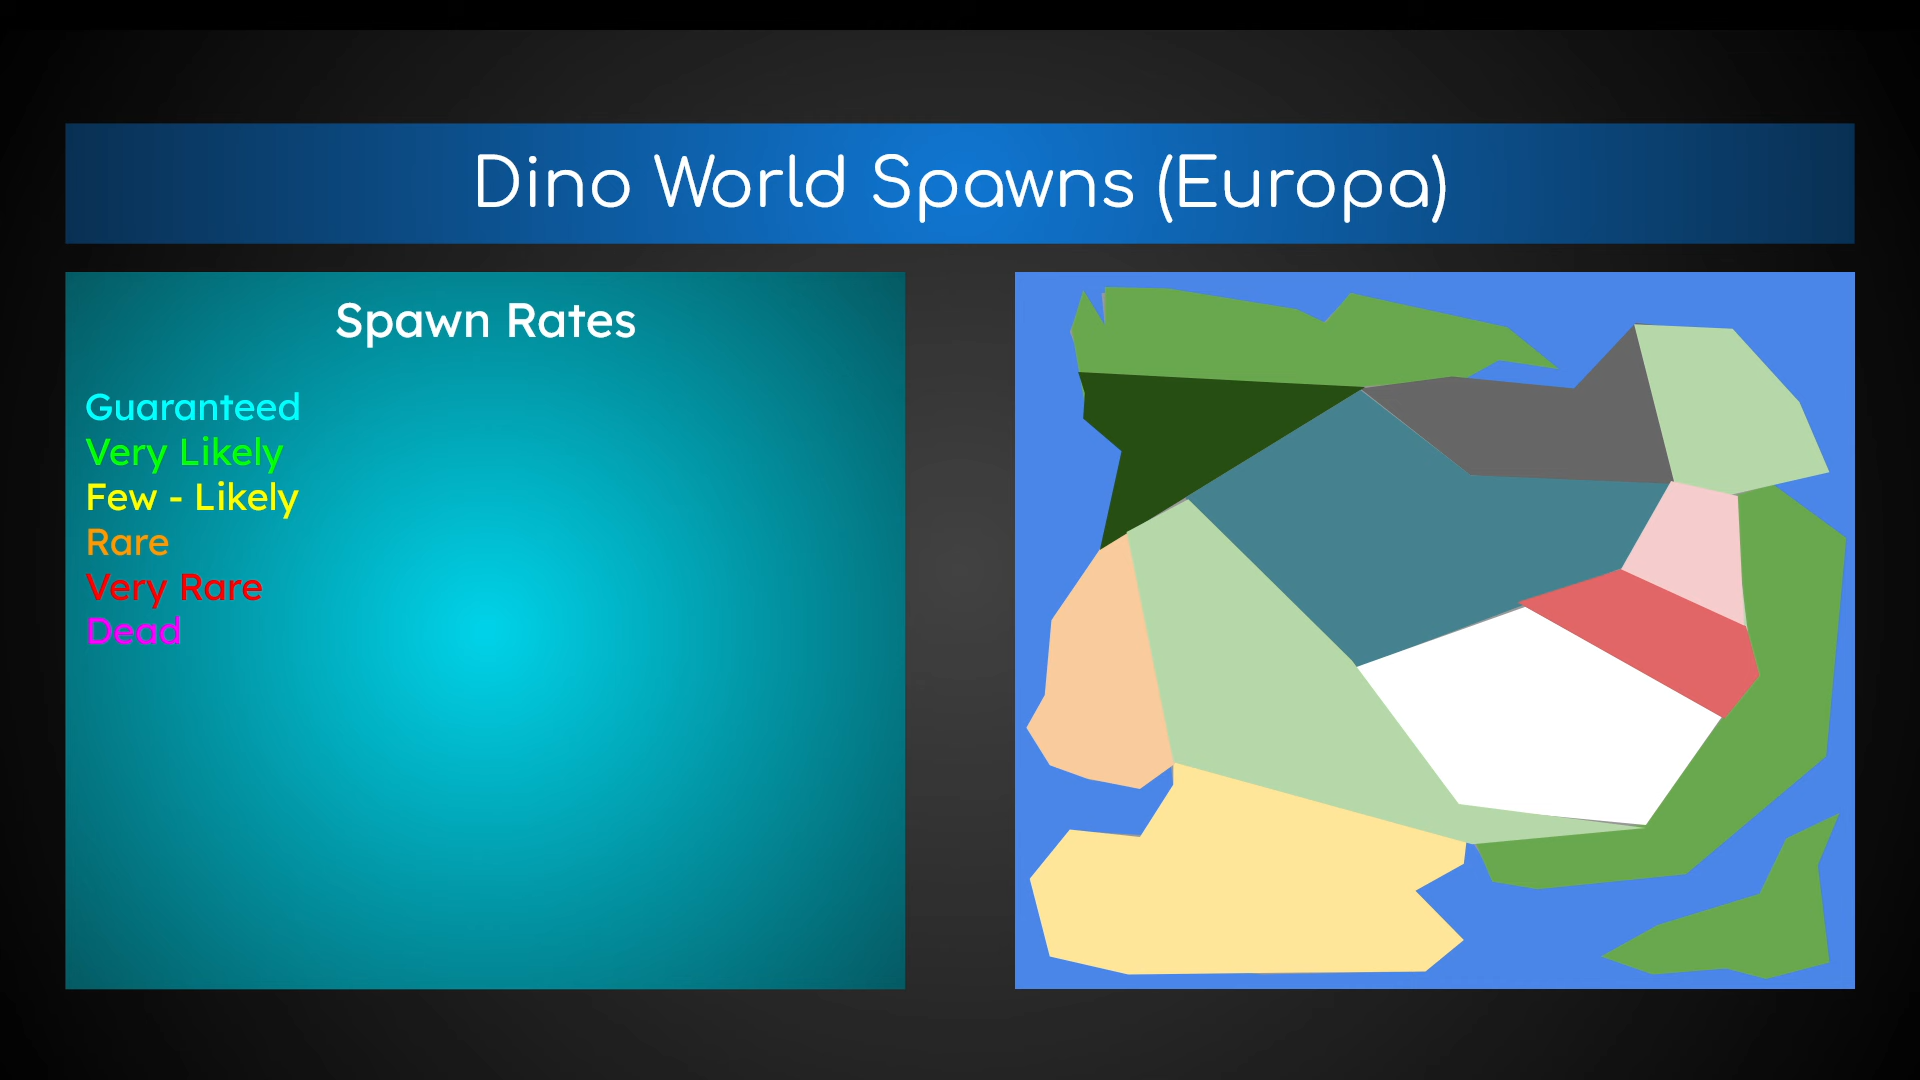 Dino World Spawns (Europa)
Spawn Rates
Guaranteed
Very Likely
Few - Likely
Rare
Very Rare
Dead